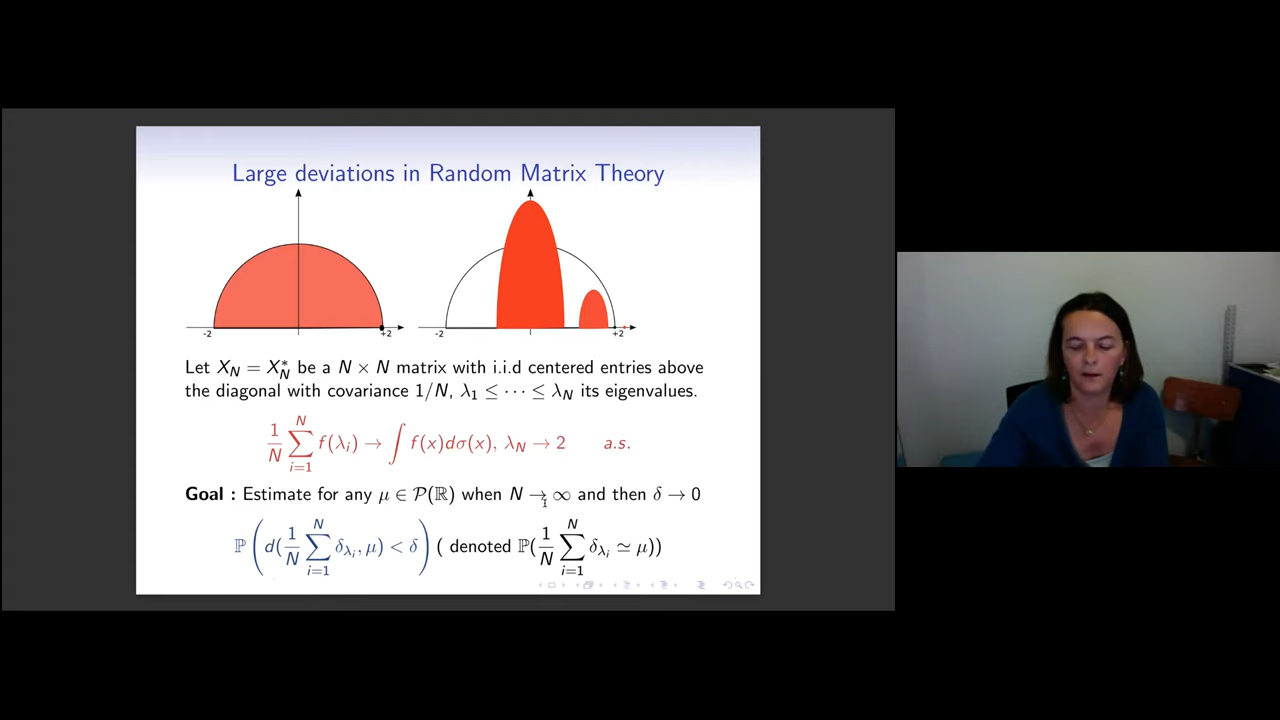 Large deviations in Random Matrix Theory
-2 +2 -2 +2
Let X_N = X_N^* be a N × N matrix with i.i.d centered entries above
the diagonal with covariance 1/N, λ_1 ≤ ⋯ ≤ λ_N its eigenvalues.
1/N ∑_{i=1}^N f(λ_i) → ∫ f(x)dσ(x), λ_N → 2 a.s.
Goal : Estimate for any μ ∈ P(ℝ) when N → ∞ and then δ → 0
ℙ ( d(1/N ∑_{i=1}^N δ_{λ_i}, μ) < δ ) ( denoted ℙ(1/N ∑_{i=1}^N δ_{λ_i} ≃ μ))